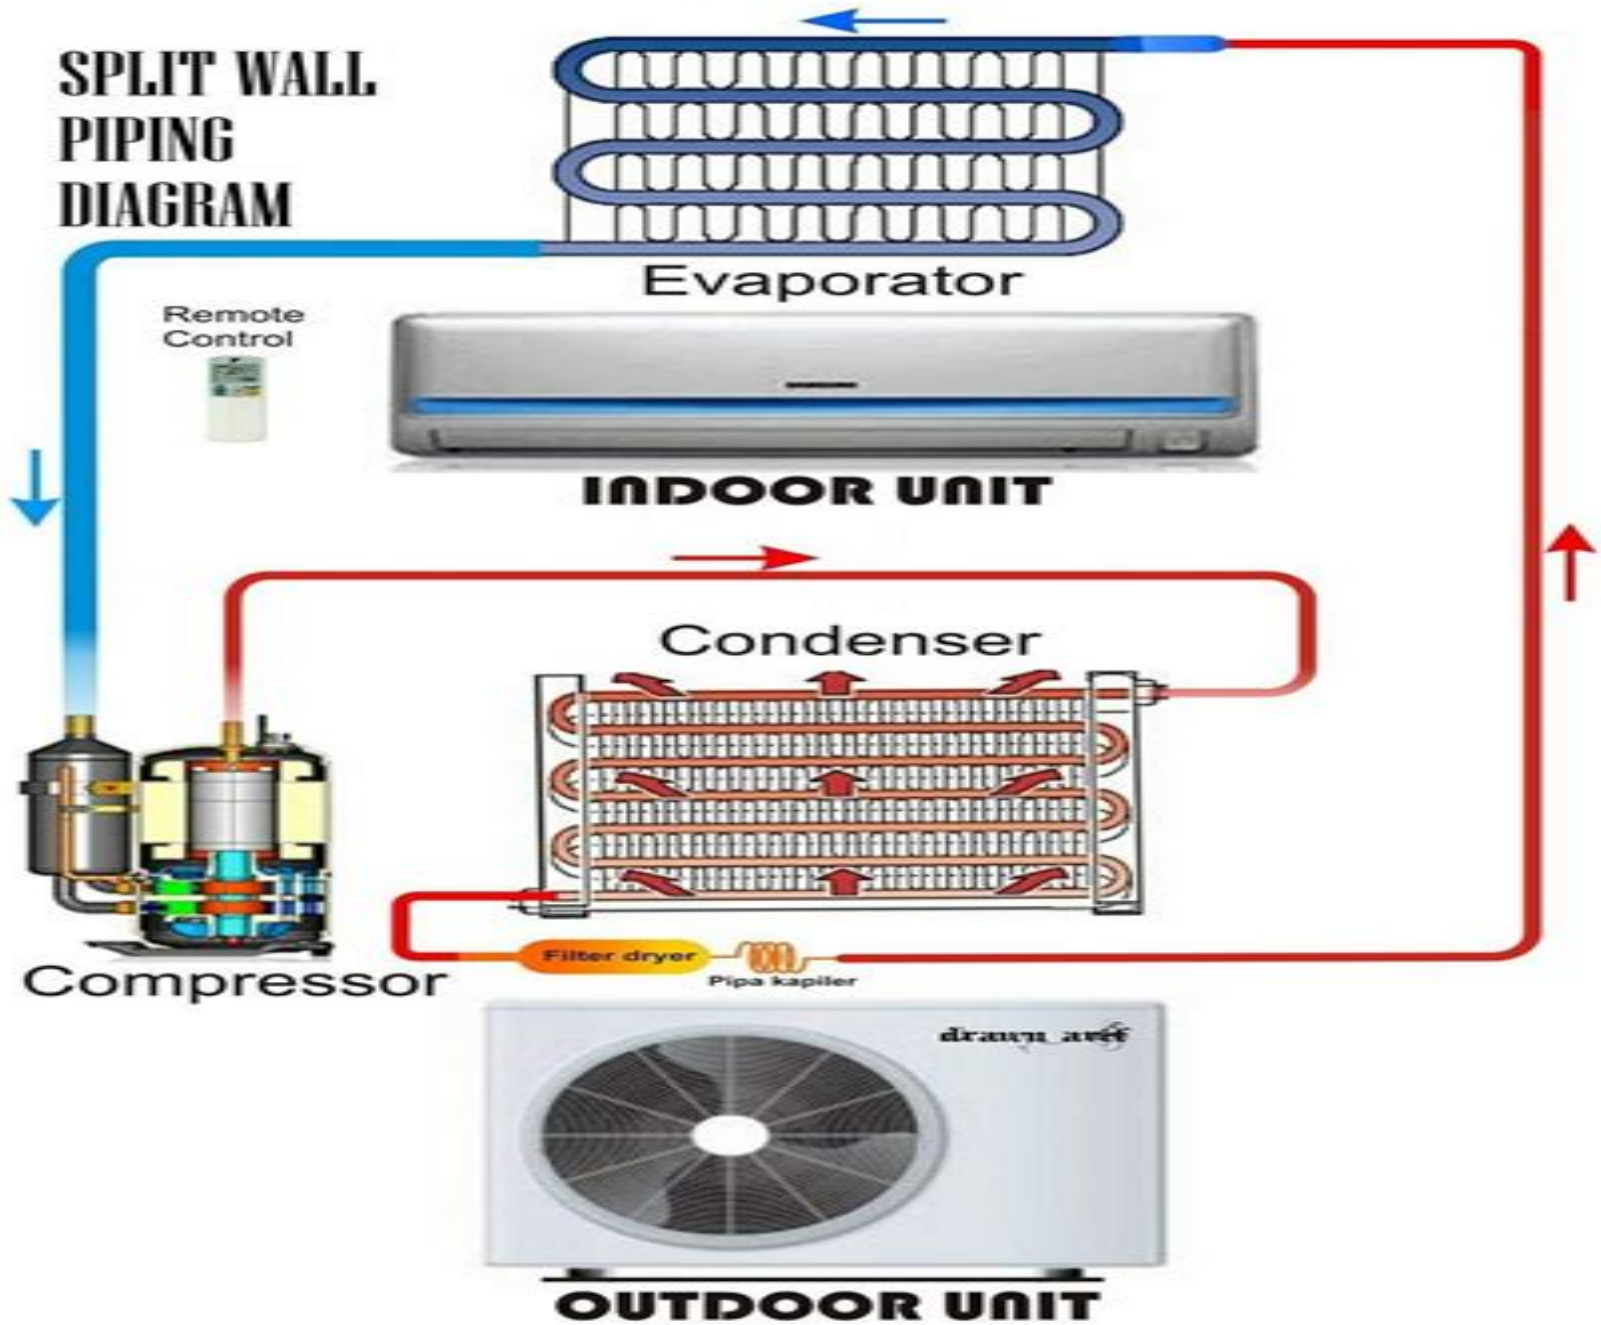 SPLIT WALL
PIPING
DIAGRAM
Evaporator
Remote
Control
INDOOR UNIT
Condenser
Compressor
Filter dryer
Pipa kapiler
OUTDOOR UNIT